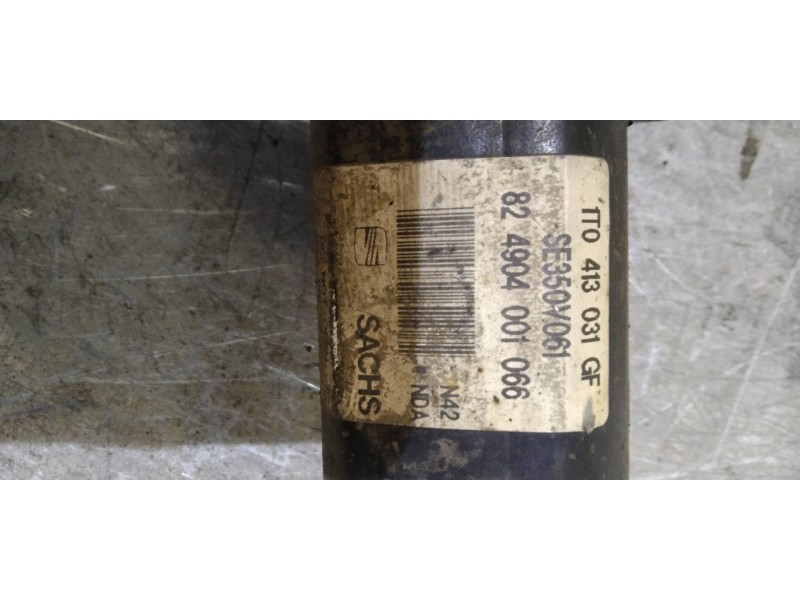 1T0 413 031 GF
SE350V061
82 4904 001 066
N42
NDA
SACHS